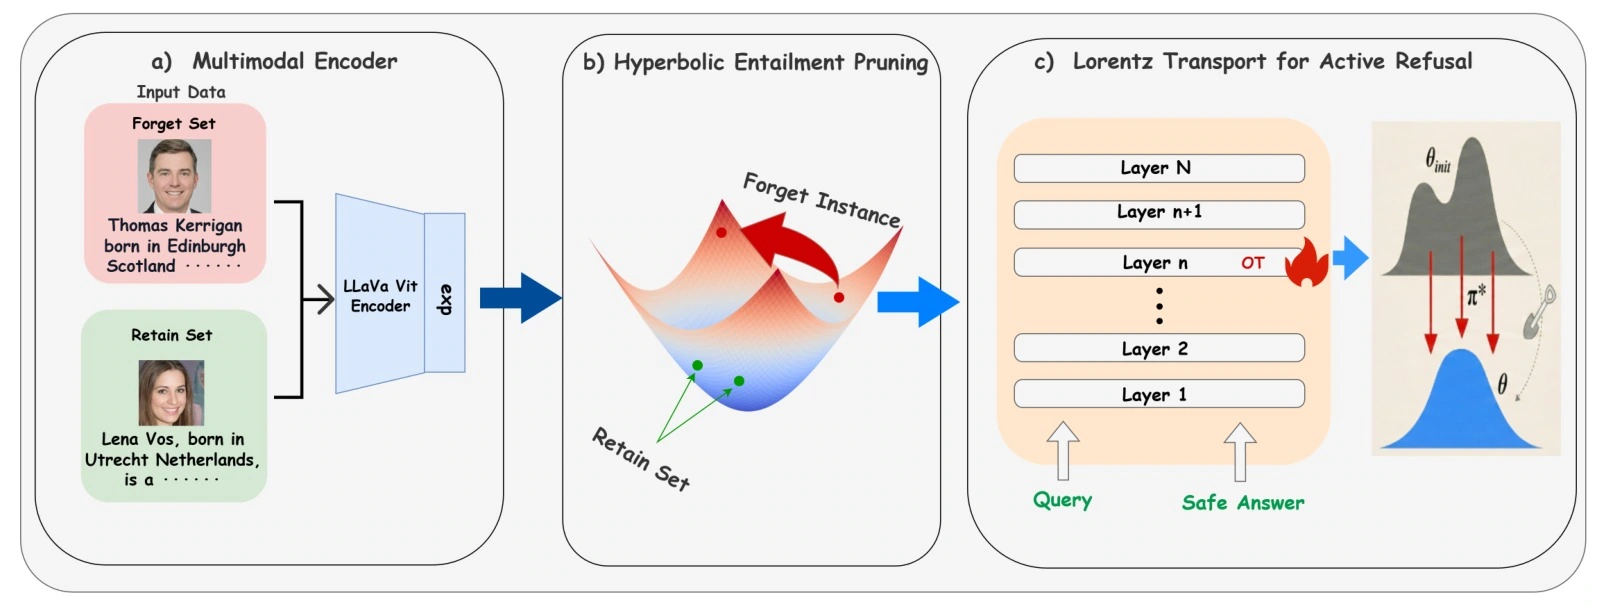 a) Multimodal Encoder
Input Data
Forget Set
Thomas Kerrigan
born in Edinburgh
Scotland ······
Retain Set
Lena Vos, born in
Utrecht Netherlands,
is a ······
LLaVa Vit
Encoder
exp
b) Hyperbolic Entailment Pruning
Forget Instance
Retain Set
c) Lorentz Transport for Active Refusal
Layer N
Layer n+1
Layer n OT
Layer 2
Layer 1
Query
Safe Answer
θinit
π*
θ